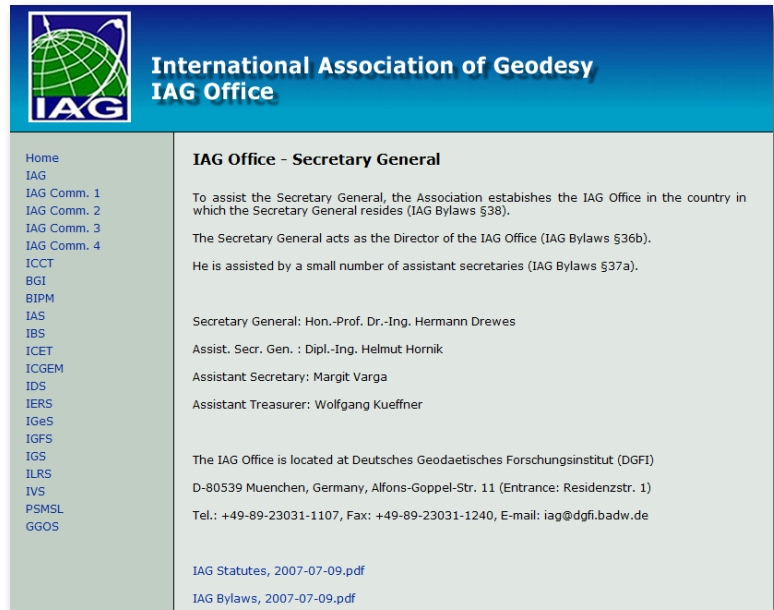 IAG
International Association of Geodesy
IAG Office
Home
IAG
IAG Comm. 1
IAG Comm. 2
IAG Comm. 3
IAG Comm. 4
ICCT
BGI
BIPM
IAS
IBS
ICET
ICGEM
IDS
IERS
IGeS
IGFS
IGS
ILRS
IVS
PSMSL
GGOS
IAG Office - Secretary General
To assist the Secretary General, the Association estabishes the IAG Office in the country in
which the Secretary General resides (IAG Bylaws §38).
The Secretary General acts as the Director of the IAG Office (IAG Bylaws §36b).
He is assisted by a small number of assistant secretaries (IAG Bylaws §37a).
Secretary General: Hon.-Prof. Dr.-Ing. Hermann Drewes
Assist. Secr. Gen. : Dipl.-Ing. Helmut Hornik
Assistant Secretary: Margit Varga
Assistant Treasurer: Wolfgang Kueffner
The IAG Office is located at Deutsches Geodaetisches Forschungsinstitut (DGFI)
D-80539 Muenchen, Germany, Alfons-Goppel-Str. 11 (Entrance: Residenzstr. 1)
Tel.: +49-89-23031-1107, Fax: +49-89-23031-1240, E-mail: iag@dgfi.badw.de
IAG Statutes, 2007-07-09.pdf
IAG Bylaws, 2007-07-09.pdf